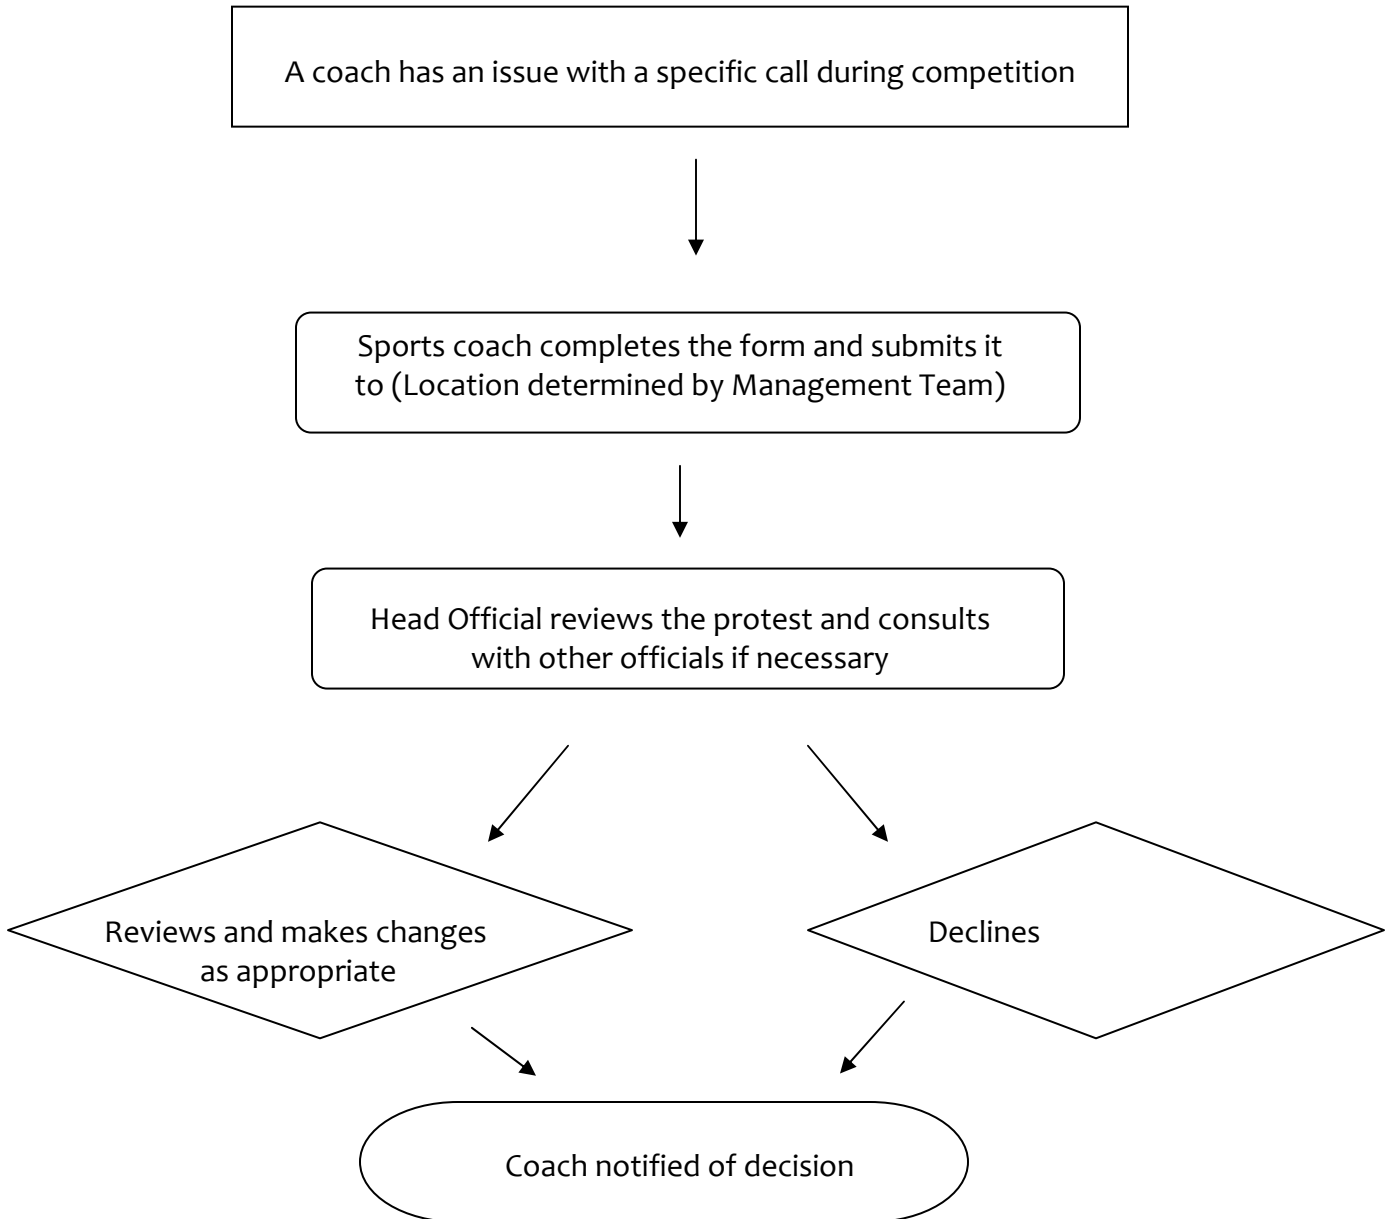 A coach has an issue with a specific call during competition
Sports coach completes the form and submits it
to (Location determined by Management Team)
Head Official reviews the protest and consults
with other officials if necessary
Reviews and makes changes
as appropriate
Declines
Coach notified of decision